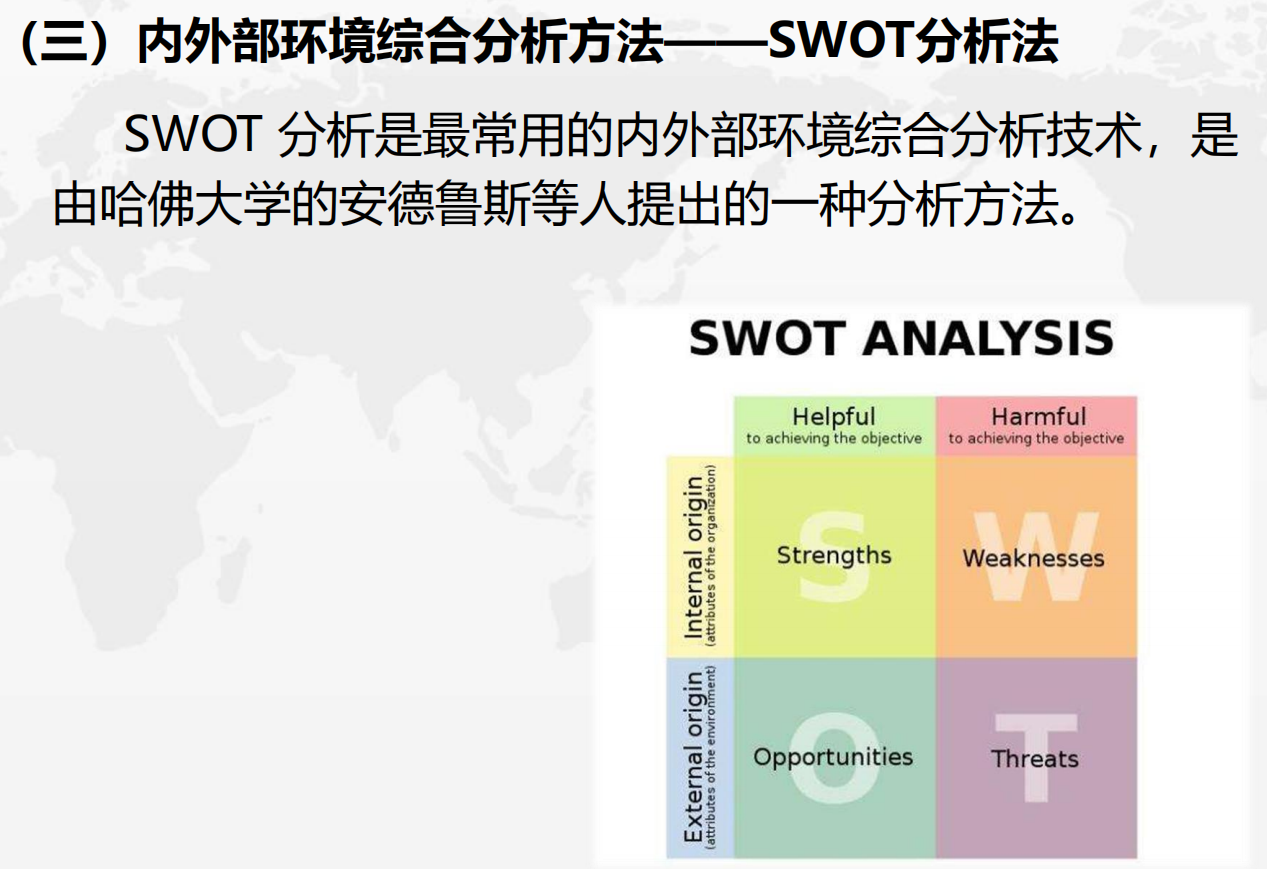 （三）内外部环境综合分析方法——SWOT分析法
SWOT 分析是最常用的内外部环境综合分析技术，是
由哈佛大学的安德鲁斯等人提出的一种分析方法。
SWOT ANALYSIS
Helpful
to achieving the objective
Harmful
to achieving the objective
Internal origin
(attributes of the organization)
S
Strengths
W
Weaknesses
External origin
(attributes of the environment)
O
Opportunities
T
Threats